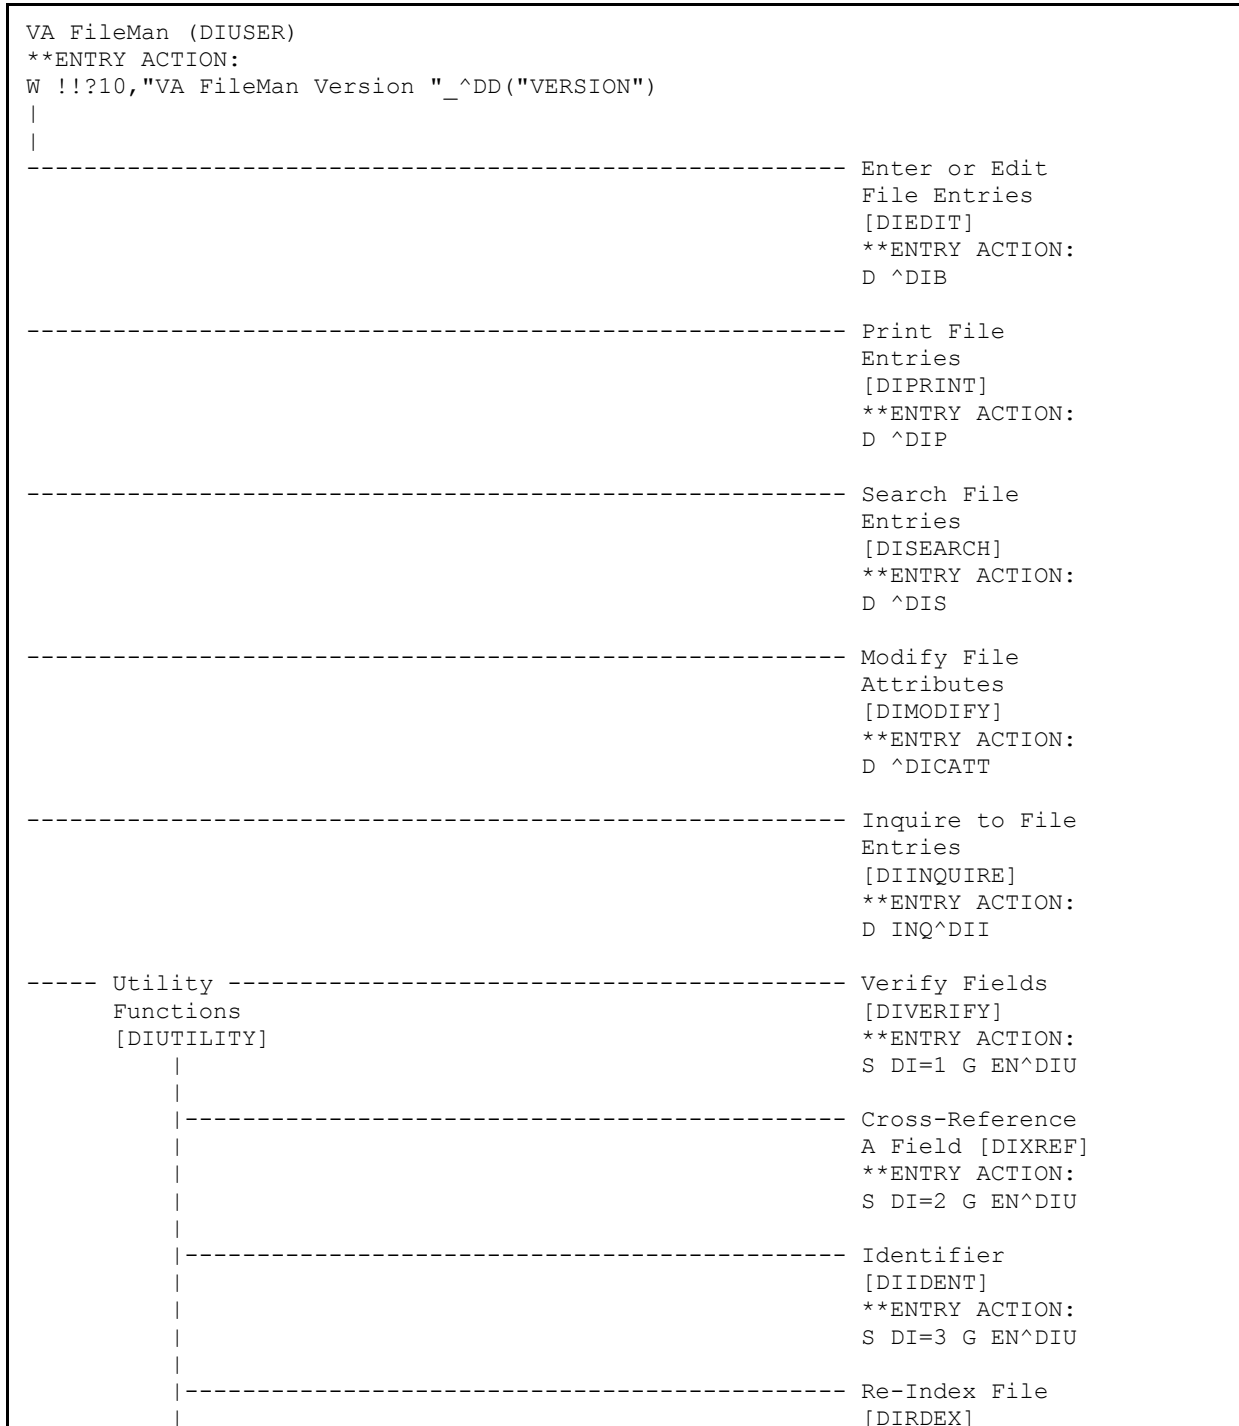 VA FileMan (DIUSER)
**ENTRY ACTION:
W !!?10,"VA FileMan Version "_^DD("VERSION")
|
|
--------------------------------------------------------- Enter or Edit
File Entries
[DIEDIT]
**ENTRY ACTION:
D ^DIB
--------------------------------------------------------- Print File
Entries
[DIPRINT]
**ENTRY ACTION:
D ^DIP
--------------------------------------------------------- Search File
Entries
[DISEARCH]
**ENTRY ACTION:
D ^DIS
--------------------------------------------------------- Modify File
Attributes
[DIMODIFY]
**ENTRY ACTION:
D ^DICATT
--------------------------------------------------------- Inquire to File
Entries
[DIINQUIRE]
**ENTRY ACTION:
D INQ^DII
----- Utility ------------------------------------------- Verify Fields
Functions [DIVERIFY]
[DIUTILITY] **ENTRY ACTION:
| S DI=1 G EN^DIU
|
|---------------------------------------------- Cross-Reference
| A Field [DIXREF]
| **ENTRY ACTION:
| S DI=2 G EN^DIU
|
|---------------------------------------------- Identifier
| [DIIDENT]
| **ENTRY ACTION:
| S DI=3 G EN^DIU
|
|---------------------------------------------- Re-Index File
| [DIRDEX]